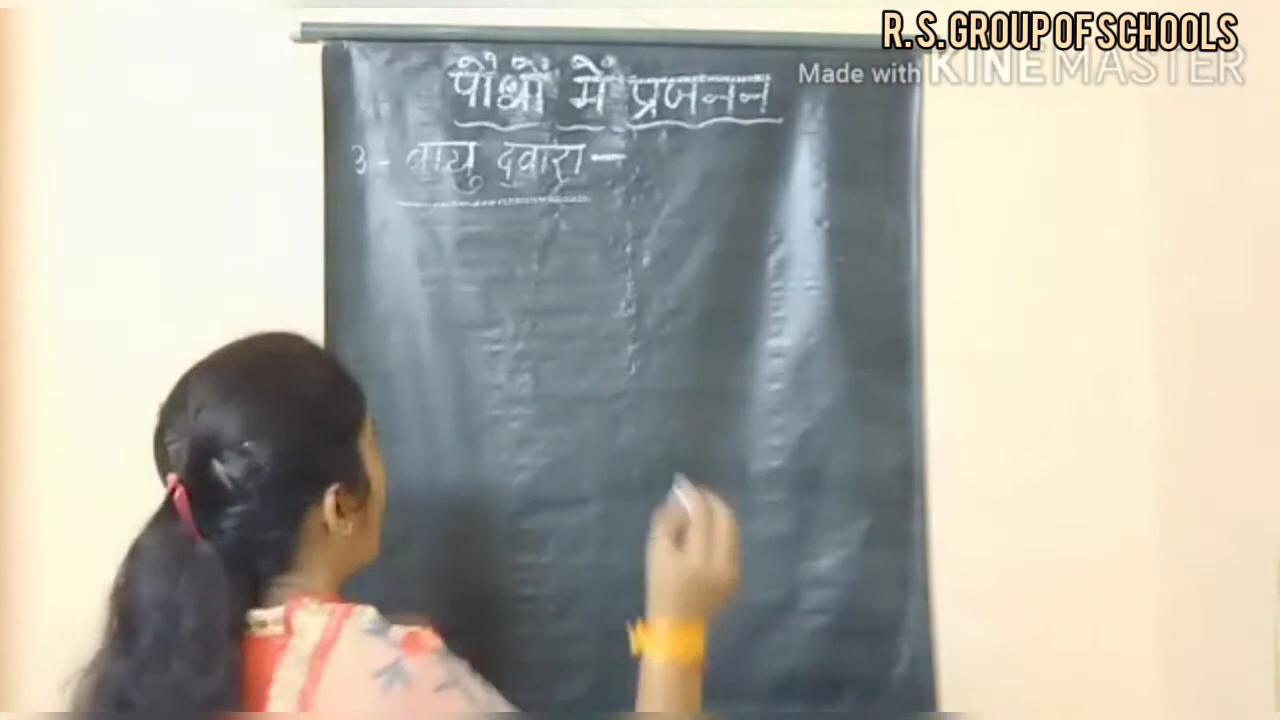 R.S. GROUP OF SCHOOLS
Made with KINEMASTER
पौधों में प्रजनन
3- वायु द्वारा -